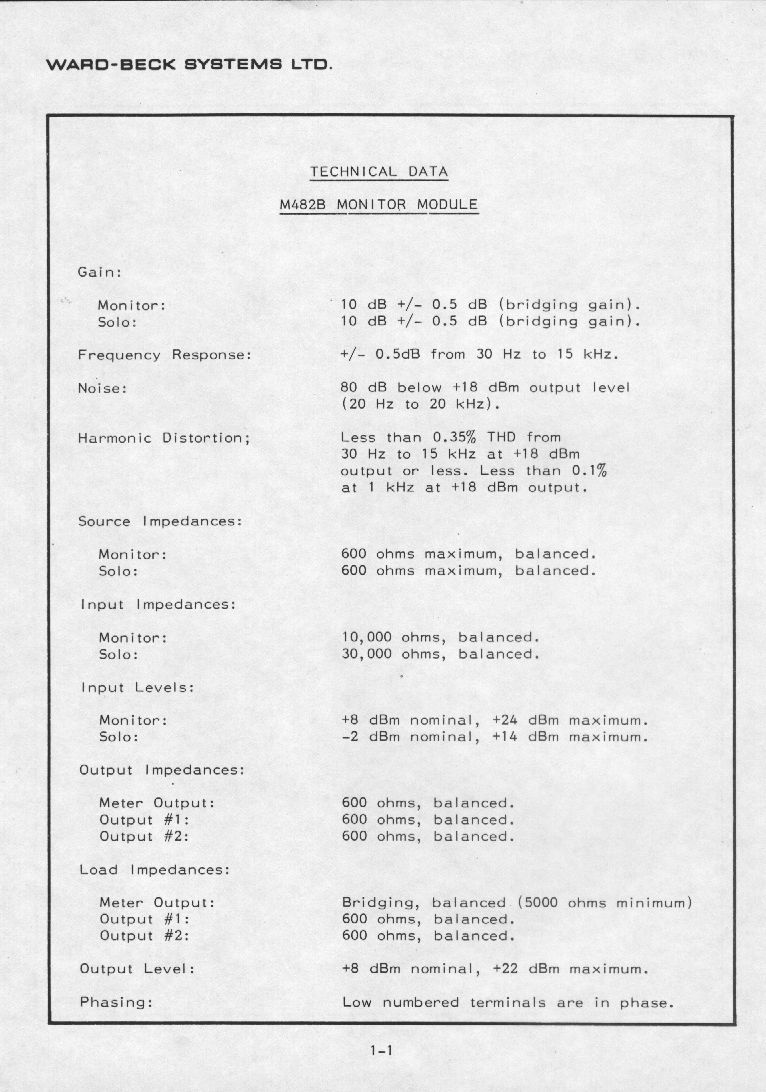 WARD-BECK SYSTEMS LTD.
TECHNICAL DATA
M482B MONITOR MODULE
Gain:
Monitor: 10 dB +/- 0.5 dB (bridging gain).
Solo: 10 dB +/- 0.5 dB (bridging gain).
Frequency Response: +/- 0.5dB from 30 Hz to 15 kHz.
Noise: 80 dB below +18 dBm output level
(20 Hz to 20 kHz).
Harmonic Distortion; Less than 0.35% THD from
30 Hz to 15 kHz at +18 dBm
output or less. Less than 0.1%
at 1 kHz at +18 dBm output.
Source Impedances:
Monitor: 600 ohms maximum, balanced.
Solo: 600 ohms maximum, balanced.
Input Impedances:
Monitor: 10,000 ohms, balanced.
Solo: 30,000 ohms, balanced.
Input Levels:
Monitor: +8 dBm nominal, +24 dBm maximum.
Solo: -2 dBm nominal, +14 dBm maximum.
Output Impedances:
Meter Output: 600 ohms, balanced.
Output #1: 600 ohms, balanced.
Output #2: 600 ohms, balanced.
Load Impedances:
Meter Output: Bridging, balanced (5000 ohms minimum)
Output #1: 600 ohms, balanced.
Output #2: 600 ohms, balanced.
Output Level: +8 dBm nominal, +22 dBm maximum.
Phasing: Low numbered terminals are in phase.
1-1